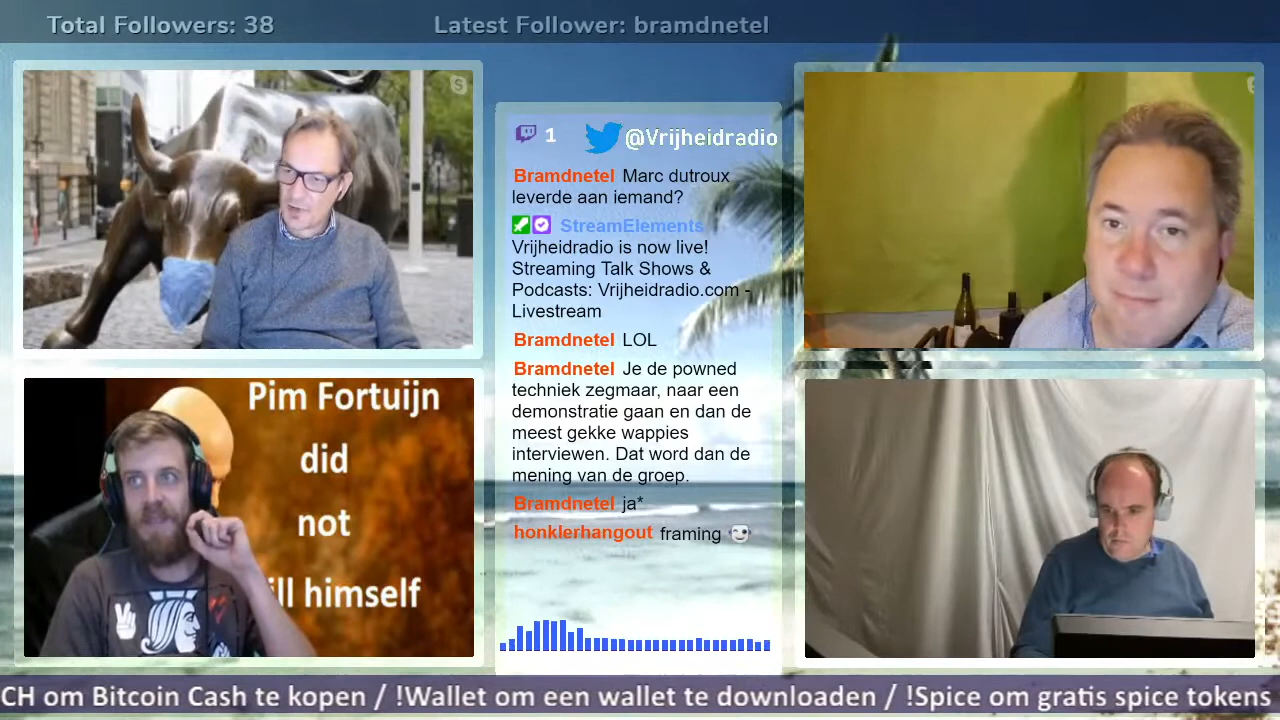 Total Followers: 38
Latest Follower: bramdnetel
1
@Vrijheidradio
Bramdnetel Marc dutroux
leverde aan iemand?
StreamElements
Vrijheidradio is now live!
Streaming Talk Shows &
Podcasts: Vrijheidradio.com -
Livestream
Bramdnetel LOL
Bramdnetel Je de powned
techniek zegmaar, naar een
demonstratie gaan en dan de
meest gekke wappies
interviewen. Dat word dan de
mening van de groep.
Bramdnetel ja*
honklerhangout framing
Pim Fortuijn
did
not
ill himself
CH om Bitcoin Cash te kopen / !Wallet om een wallet te downloaden / !Spice om gratis spice tokens